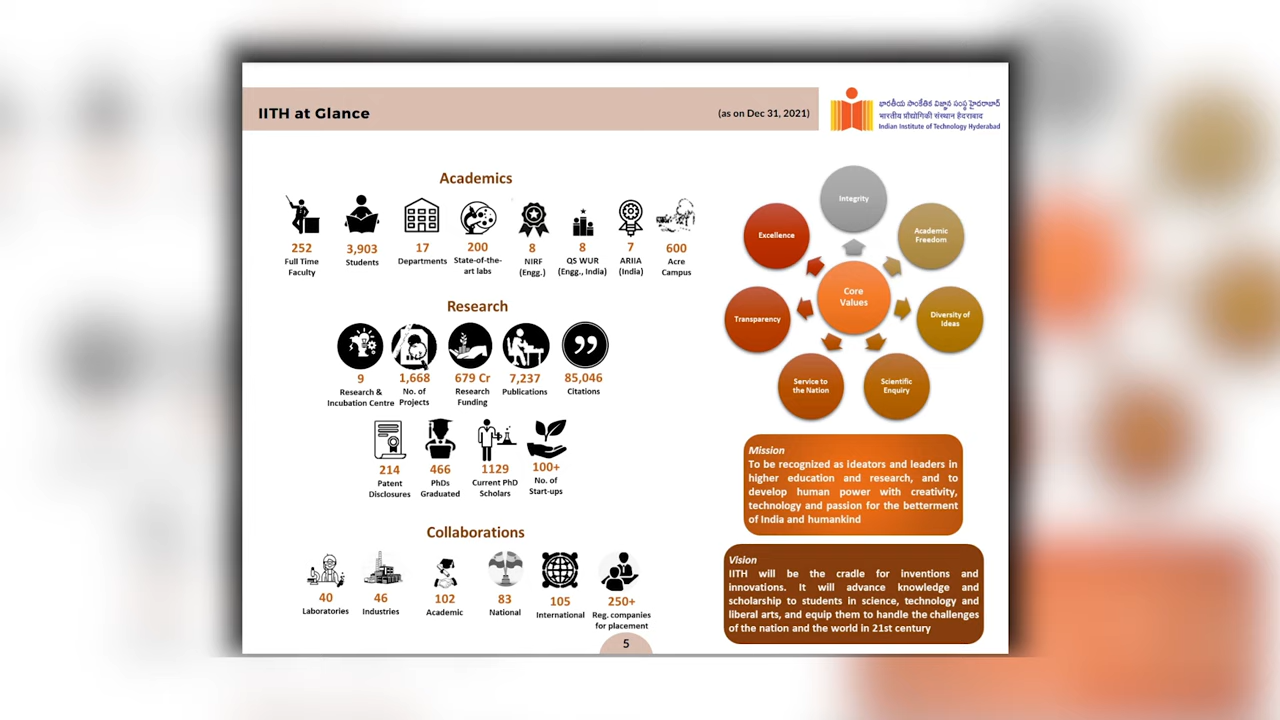 IITH at Glance
(as on Dec 31, 2021)
భారతీయ సాంకేతిక విజ్ఞాన సంస్థ హైదరాబాద్
भारतीय प्रौद्योगिकी संस्थान हैदराबाद
Indian Institute of Technology Hyderabad
Academics
252
Full Time
Faculty
3,903
Students
17
Departments
200
State-of-the-
art labs
8
NIRF
(Engg.)
8
QS WUR
(Engg., India)
7
ARIIA
(India)
600
Acre
Campus
Research
9
Research &
Incubation Centre
1,668
No. of
Projects
679 Cr
Research
Funding
7,237
Publications
85,046
Citations
214
Patent
Disclosures
466
PhDs
Graduated
1129
Current PhD
Scholars
100+
No. of
Start-ups
Collaborations
40
Laboratories
46
Industries
102
Academic
83
National
105
International
250+
Reg. companies
for placement
5
Integrity
Academic
Freedom
Diversity of
Ideas
Scientific
Enquiry
Service to
the Nation
Transparency
Excellence
Core
Values
Mission
To be recognized as ideators and leaders in
higher education and research, and to
develop human power with creativity,
technology and passion for the betterment
of India and humankind
Vision
IITH will be the cradle for inventions and
innovations. It will advance knowledge and
scholarship to students in science, technology and
liberal arts, and equip them to handle the challenges
of the nation and the world in 21st century